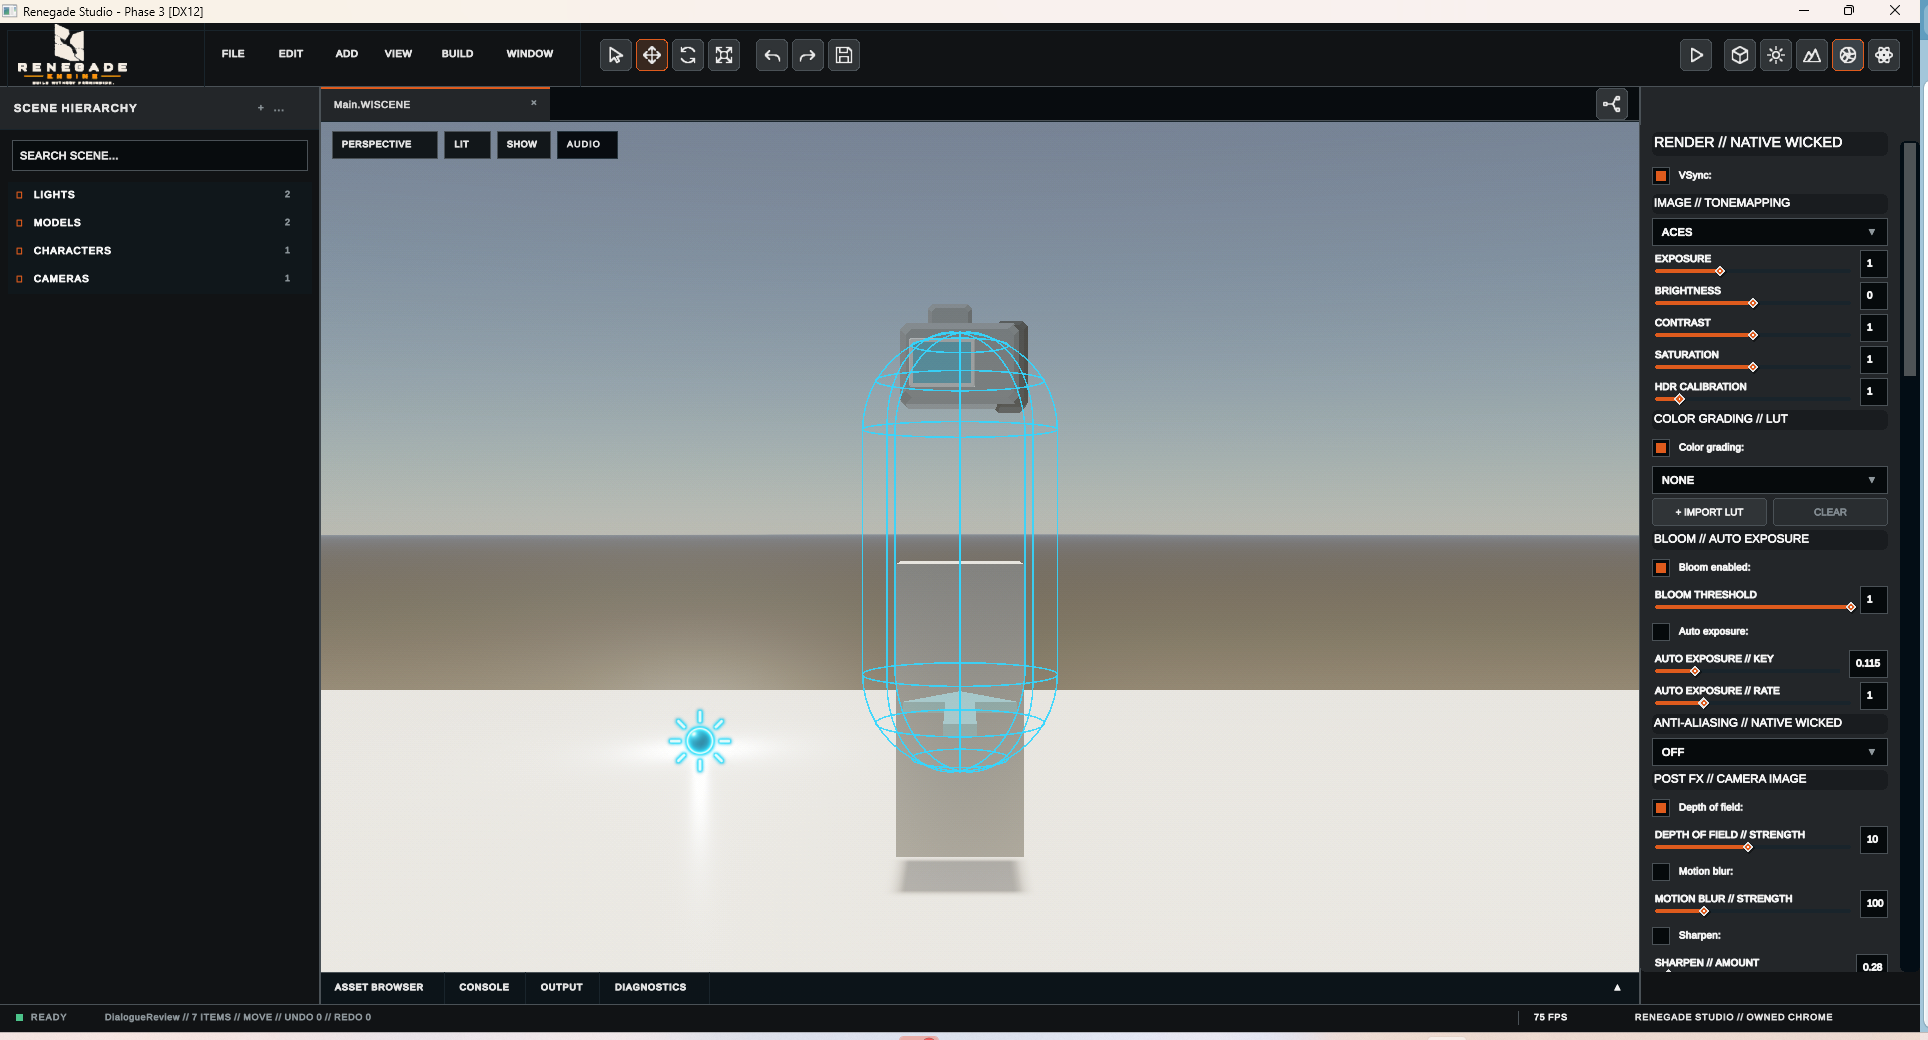 Renegade Studio - Phase 3 [DX12]
RENEGADE
ENGINE
BUILD WITHOUT PERMISSION.
FILE EDIT ADD VIEW BUILD WINDOW
SCENE HIERARCHY + ...
SEARCH SCENE...
LIGHTS 2
MODELS 2
CHARACTERS 1
CAMERAS 1
Main.WISCENE ×
PERSPECTIVE LIT SHOW AUDIO
RENDER // NATIVE WICKED
VSync:
IMAGE // TONEMAPPING
ACES
EXPOSURE 1
BRIGHTNESS 0
CONTRAST 1
SATURATION 1
HDR CALIBRATION 1
COLOR GRADING // LUT
Color grading:
NONE
+ IMPORT LUT CLEAR
BLOOM // AUTO EXPOSURE
Bloom enabled:
BLOOM THRESHOLD 1
Auto exposure:
AUTO EXPOSURE // KEY 0.115
AUTO EXPOSURE // RATE 1
ANTI-ALIASING // NATIVE WICKED
OFF
POST FX // CAMERA IMAGE
Depth of field:
DEPTH OF FIELD // STRENGTH 10
Motion blur:
MOTION BLUR // STRENGTH 100
Sharpen:
SHARPEN // AMOUNT 0.28
ASSET BROWSER CONSOLE OUTPUT DIAGNOSTICS
READY DialogueReview // 7 ITEMS // MOVE // UNDO 0 // REDO 0 75 FPS RENEGADE STUDIO // OWNED CHROME